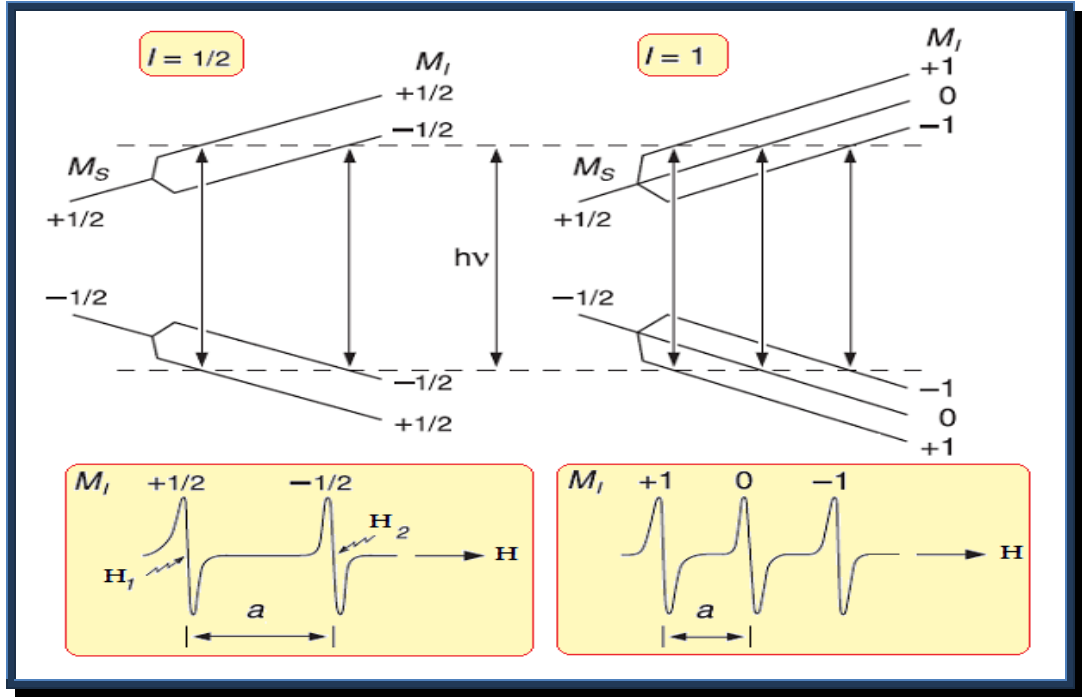 I = 1/2
M_I
+1/2
−1/2
M_S
+1/2
−1/2
−1/2
+1/2
hν
I = 1
M_I
+1
0
−1
M_S
+1/2
−1/2
−1
0
+1
M_I +1/2 −1/2
H₂
H
H₁
a
M_I +1 0 −1
H
a